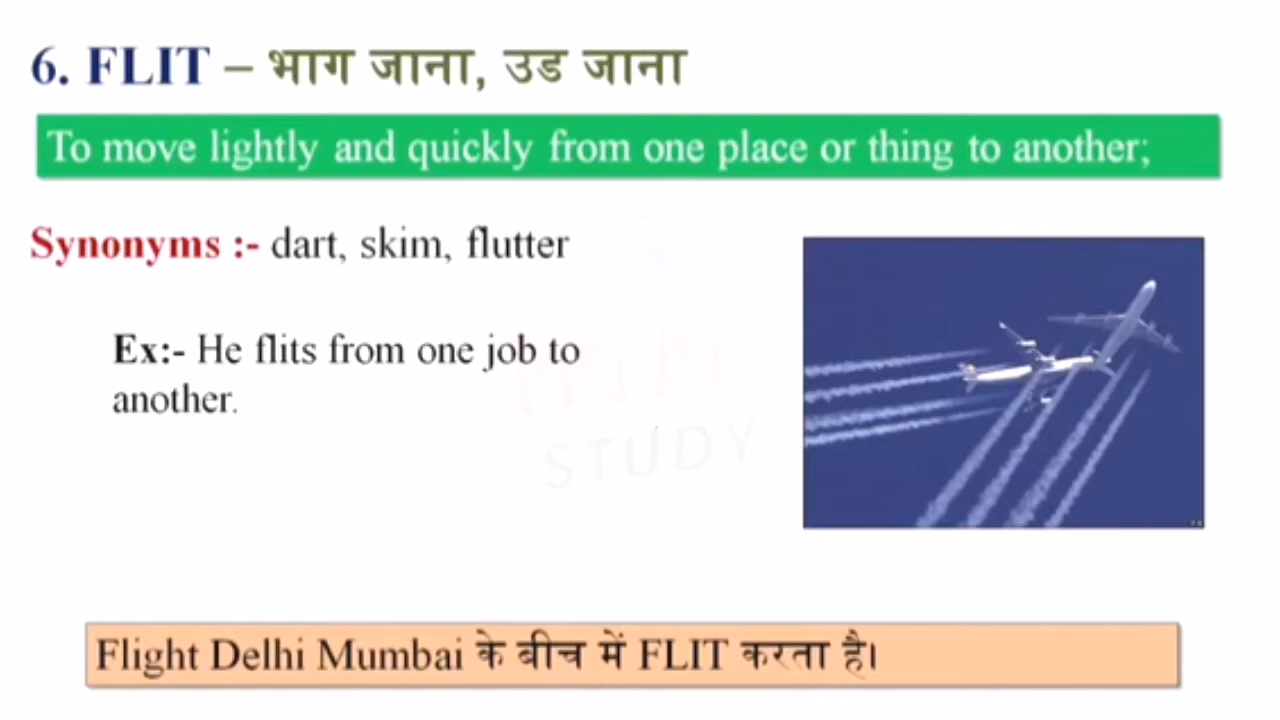 6. FLIT – भाग जाना, उड जाना
To move lightly and quickly from one place or thing to another;
Synonyms :- dart, skim, flutter
Ex:- He flits from one job to
another.
STUDY
Flight Delhi Mumbai के बीच में FLIT करता है।